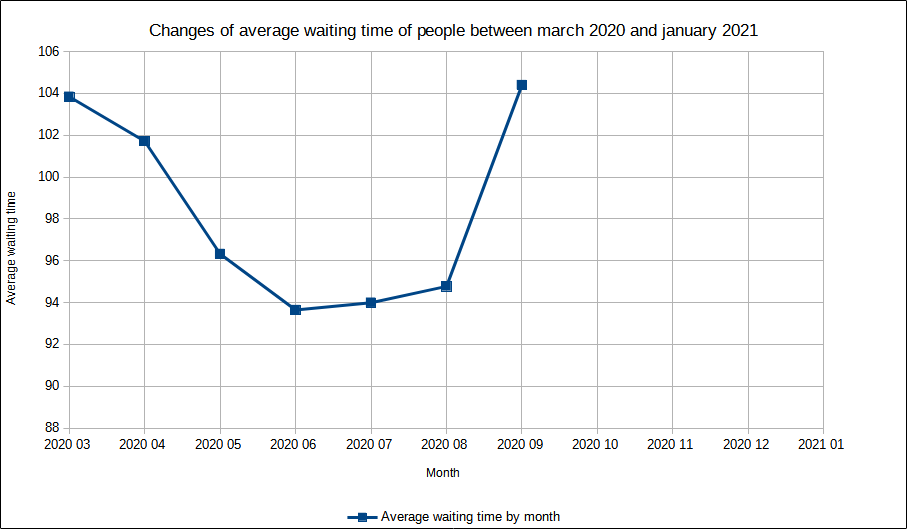 Changes of average waiting time of people between march 2020 and january 2021
106
104
102
100
98
96
94
92
90
88
Average waiting time
2020 03 2020 04 2020 05 2020 06 2020 07 2020 08 2020 09 2020 10 2020 11 2020 12 2021 01
Month
Average waiting time by month